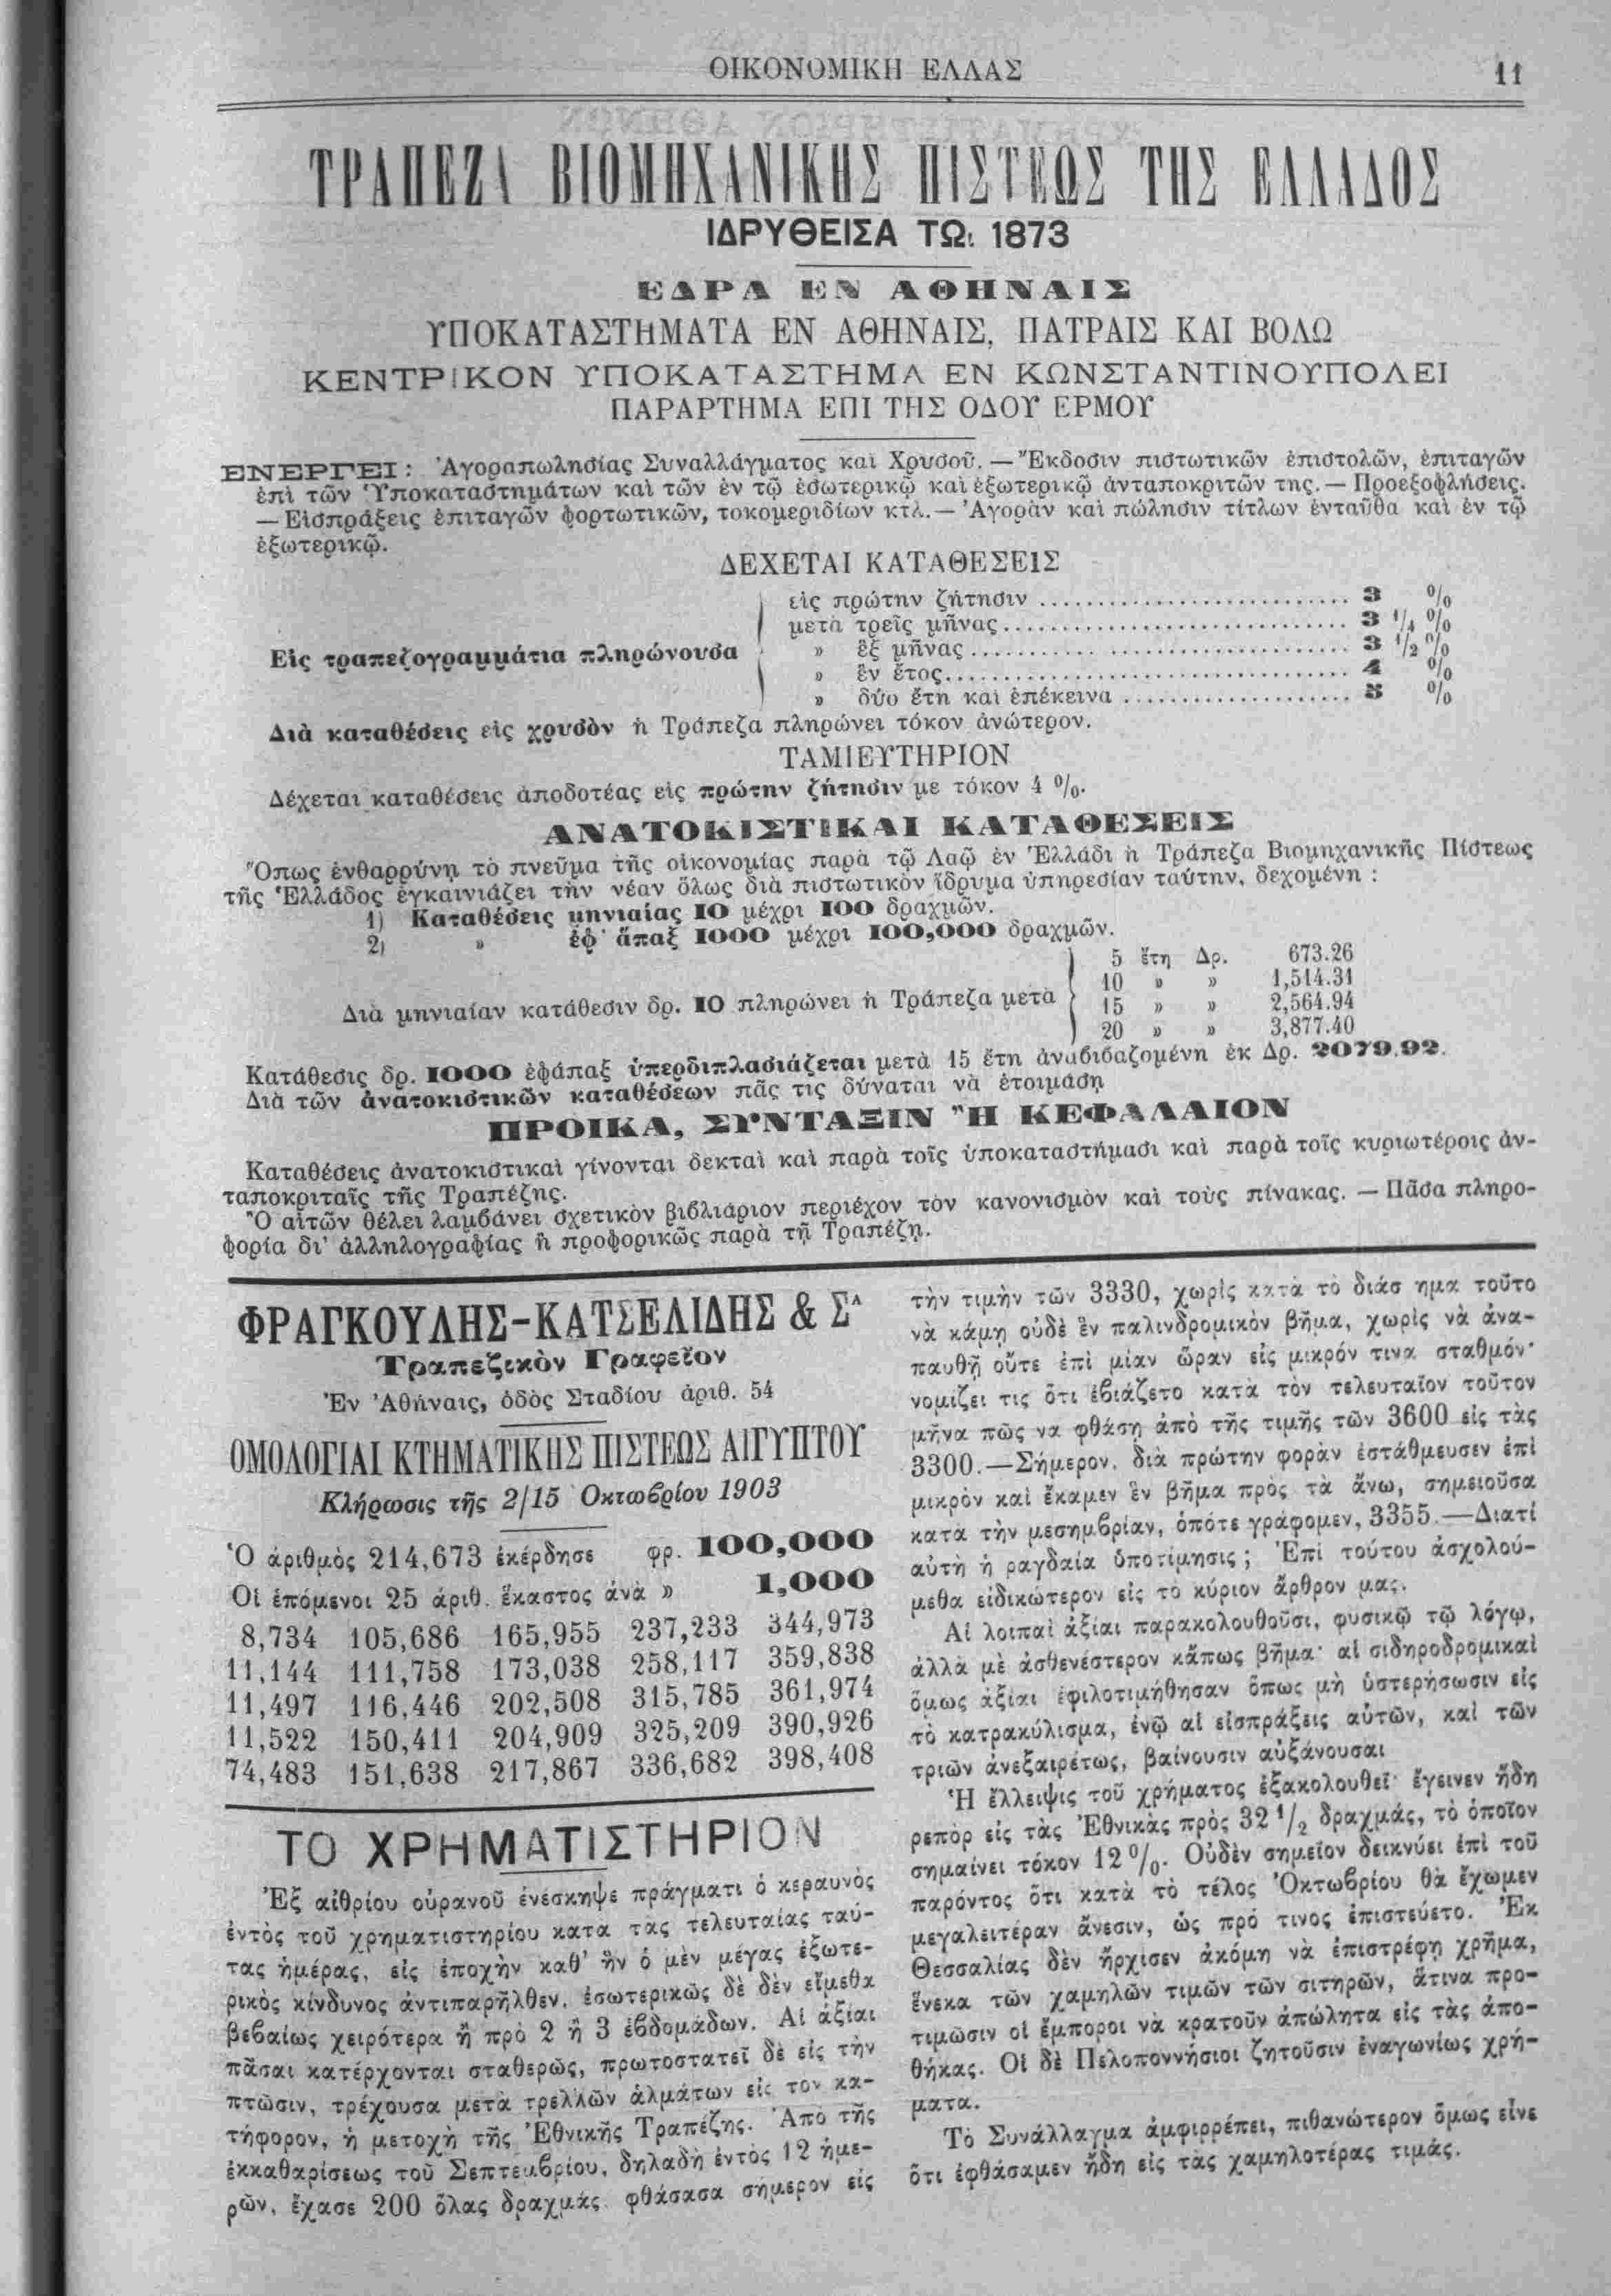 ΟΙΚΟΝΟΜΙΚΗ ΕΛΛΑΣ
11
ΤΡΑΠΕΖΑ ΒΙΟΜΗΧΑΝΙΚΗΣ ΠΙΣΤΕΩΣ ΤΗΣ ΕΛΛΑΔΟΣ
ΙΔΡΥΘΕΙΣΑ ΤΩι 1873
ΕΔΡΑ ΕΝ ΑΘΗΝΑΙΣ
ΥΠΟΚΑΤΑΣΤΗΜΑΤΑ ΕΝ ΑΘΗΝΑΙΣ, ΠΑΤΡΑΙΣ ΚΑΙ ΒΟΛΩ
ΚΕΝΤΡΙΚΟΝ ΥΠΟΚΑΤΑΣΤΗΜΑ ΕΝ ΚΩΝΣΤΑΝΤΙΝΟΥΠΟΛΕΙ
ΠΑΡΑΡΤΗΜΑ ΕΠΙ ΤΗΣ ΟΔΟΥ ΕΡΜΟΥ
ΕΝΕΡΓΕΙ: Ἀγοραπωλησίας Συναλλάγματος καὶ Χρυσοῦ.—Ἔκδοσιν πιστωτικῶν ἐπιστολῶν, ἐπιταγῶν
ἐπὶ τῶν Ὑποκαταστημάτων καὶ τῶν ἐν τῷ ἐσωτερικῷ καὶ ἐξωτερικῷ ἀνταποκριτῶν της.—Προεξοφλήσεις.
—Εἰσπράξεις ἐπιταγῶν φορτωτικῶν, τοκομεριδίων κτλ.—Ἀγορὰν καὶ πώλησιν τίτλων ἐνταῦθα καὶ ἐν τῷ
ἐξωτερικῷ.
ΔΕΧΕΤΑΙ ΚΑΤΑΘΕΣΕΙΣ
Εἰς τραπεζογραμμάτια πληρώνουσα
εἰς πρώτην ζήτησιν .......... 3 %
μετὰ τρεῖς μῆνας .......... 3 1/4 %
» ἓξ μῆνας .......... 3 1/2 %
» ἓν ἔτος .......... 4 %
» δύο ἔτη καὶ ἐπέκεινα .......... 5 %
Διὰ καταθέσεις εἰς χρυσὸν ἡ Τράπεζα πληρώνει τόκον ἀνώτερον.
ΤΑΜΙΕΥΤΗΡΙΟΝ
Δέχεται καταθέσεις ἀποδοτέας εἰς πρώτην ζήτησιν με τόκον 4 %.
ΑΝΑΤΟΚΙΣΤΙΚΑΙ ΚΑΤΑΘΕΣΕΙΣ
Ὅπως ἐνθαρρύνῃ τὸ πνεῦμα τῆς οἰκονομίας παρὰ τῷ Λαῷ ἐν Ἑλλάδι ἡ Τράπεζα Βιομηχανικῆς Πίστεως
τῆς Ἑλλάδος ἐγκαινιάζει τὴν νέαν ὅλως διὰ πιστωτικὸν ἵδρυμα ὑπηρεσίαν ταύτην, δεχομένη :
1) Καταθέσεις μηνιαίας 10 μέχρι 100 δραχμῶν.
2) » ἐφ' ἅπαξ 1000 μέχρι 100,000 δραχμῶν.
Διὰ μηνιαίαν κατάθεσιν δρ. 10 πληρώνει ἡ Τράπεζα μετὰ
5 ἔτη Δρ. 673.26
10 » » 1,514.31
15 » » 2,564.94
20 » » 3,877.40
Κατάθεσις δρ. 1000 ἐφάπαξ ὑπερδιπλασιάζεται μετὰ 15 ἔτη ἀναβιβαζομένη ἐκ Δρ. 2079.92.
Διὰ τῶν ἀνατοκιστικῶν καταθέσεων πᾶς τις δύναται νὰ ἑτοιμάσῃ
ΠΡΟΙΚΑ, ΣΥΝΤΑΞΙΝ Ἢ ΚΕΦΑΛΑΙΟΝ
Καταθέσεις ἀνατοκιστικαὶ γίνονται δεκταὶ καὶ παρὰ τοῖς ὑποκαταστήμασι καὶ παρὰ τοῖς κυριωτέροις ἀν-
ταποκριταῖς τῆς Τραπέζης.
Ὁ αἰτῶν θέλει λαμβάνει σχετικὸν βιβλιάριον περιέχον τὸν κανονισμὸν καὶ τοὺς πίνακας.—Πᾶσα πληρο-
φορία δι' ἀλληλογραφίας ἢ προφορικῶς παρὰ τῇ Τραπέζῃ.
ΦΡΑΓΚΟΥΛΗΣ-ΚΑΤΣΕΛΙΔΗΣ & Σᴬ
Τραπεζικὸν Γραφεῖον
Ἐν Ἀθήναις, ὁδὸς Σταδίου ἀριθ. 54
ΟΜΟΛΟΓΙΑΙ ΚΤΗΜΑΤΙΚΗΣ ΠΙΣΤΕΩΣ ΑΙΓΥΠΤΟΥ
Κλήρωσις τῆς 2/15 Ὀκτωβρίου 1903
Ὁ ἀριθμὸς 214,673 ἐκέρδησε φρ. 100,000
Οἱ ἑπόμενοι 25 ἀριθ. ἕκαστος ἀνὰ » 1,000
8,734 105,686 165,955 237,233 344,973
11,144 111,758 173,038 258,117 359,838
11,497 116,446 202,508 315,785 361,974
11,522 150,411 204,909 325,209 390,926
74,483 151,638 217,867 336,682 398,408
ΤΟ ΧΡΗΜΑΤΙΣΤΗΡΙΟΝ
Ἐξ αἰθρίου οὐρανοῦ ἐνέσκηψε πράγματι ὁ κεραυνὸς
ἐντὸς τοῦ χρηματιστηρίου κατα τας τελευταίας ταύ-
τας ἡμέρας, εἰς ἐποχὴν καθ' ἣν ὁ μὲν μέγας ἐξωτε-
ρικὸς κίνδυνος ἀντιπαρῆλθεν, ἐσωτερικῶς δὲ δὲν εἴμεθα
βεβαίως χειρότερα ἢ πρὸ 2 ἢ 3 ἑβδομάδων. Αἱ ἀξίαι
πᾶσαι κατέρχονται σταθερῶς, πρωτοστατεῖ δὲ εἰς τὴν
πτῶσιν, τρέχουσα μετὰ τρελλῶν ἁλμάτων εἰς τον κα-
τήφορον, ἡ μετοχὴ τῆς Ἐθνικῆς Τραπέζης. Ἀπὸ τῆς
ἐκκαθαρίσεως τοῦ Σεπτεμβρίου, δηλαδὴ ἐντὸς 12 ἡμε-
ρῶν, ἔχασε 200 ὅλας δραχμάς, φθάσασα σήμερον εἰς
τὴν τιμὴν τῶν 3330, χωρὶς κατὰ τὸ διάσ ημα τοῦτο
νὰ κάμῃ οὐδὲ ἓν παλινδρομικὸν βῆμα, χωρὶς νὰ ἀνα-
παυθῇ οὔτε ἐπὶ μίαν ὥραν εἰς μικρόν τινα σταθμόν·
νομίζει τις ὅτι ἐβιάζετο κατὰ τὸν τελευταῖον τοῦτον
μῆνα πῶς να φθάσῃ ἀπὸ τῆς τιμῆς τῶν 3600 εἰς τὰς
3300.—Σήμερον, διὰ πρώτην φορὰν ἐστάθμευσεν ἐπὶ
μικρὸν καὶ ἔκαμεν ἓν βῆμα πρὸς τὰ ἄνω, σημειοῦσα
κατὰ τὴν μεσημβρίαν, ὁπότε γράφομεν, 3355.—Διατί
αὐτὴ ἡ ραγδαία ὑποτίμησις; Ἐπὶ τούτου ἀσχολού-
μεθα εἰδικώτερον εἰς τὸ κύριον ἄρθρον μας.
Αἱ λοιπαὶ ἀξίαι παρακολουθοῦσι, φυσικῷ τῷ λόγῳ,
ἀλλὰ μὲ ἀσθενέστερον κἄπως βῆμα· αἱ σιδηροδρομικαὶ
ὅμως ἀξίαι ἐφιλοτιμήθησαν ὅπως μὴ ὑστερήσωσιν εἰς
τὸ κατρακύλισμα, ἐνῷ αἱ εἰσπράξεις αὐτῶν, καὶ τῶν
τριῶν ἀνεξαιρέτως, βαίνουσιν αὐξάνουσαι
Ἡ ἔλλειψις τοῦ χρήματος ἐξακολουθεῖ· ἔγεινεν ἤδη
ρεπὸρ εἰς τὰς Ἐθνικὰς πρὸς 32 1/2 δραχμάς, τὸ ὁποῖον
σημαίνει τόκον 12 %. Οὐδὲν σημεῖον δεικνύει ἐπὶ τοῦ
παρόντος ὅτι κατὰ τὸ τέλος Ὀκτωβρίου θὰ ἔχωμεν
μεγαλειτέραν ἄνεσιν, ὡς πρό τινος ἐπιστεύετο. Ἐκ
Θεσσαλίας δὲν ἤρχισεν ἀκόμη νὰ ἐπιστρέφῃ χρῆμα,
ἕνεκα τῶν χαμηλῶν τιμῶν τῶν σιτηρῶν, ἅτινα προ-
τιμῶσιν οἱ ἔμποροι νὰ κρατοῦν ἀπώλητα εἰς τὰς ἀπο-
θήκας. Οἱ δὲ Πελοποννήσιοι ζητοῦσιν ἐναγωνίως χρή-
ματα.
Τὸ Συνάλλαγμα ἀμφιρρέπει, πιθανώτερον ὅμως εἶνε
ὅτι ἐφθάσαμεν ἤδη εἰς τὰς χαμηλοτέρας τιμάς.